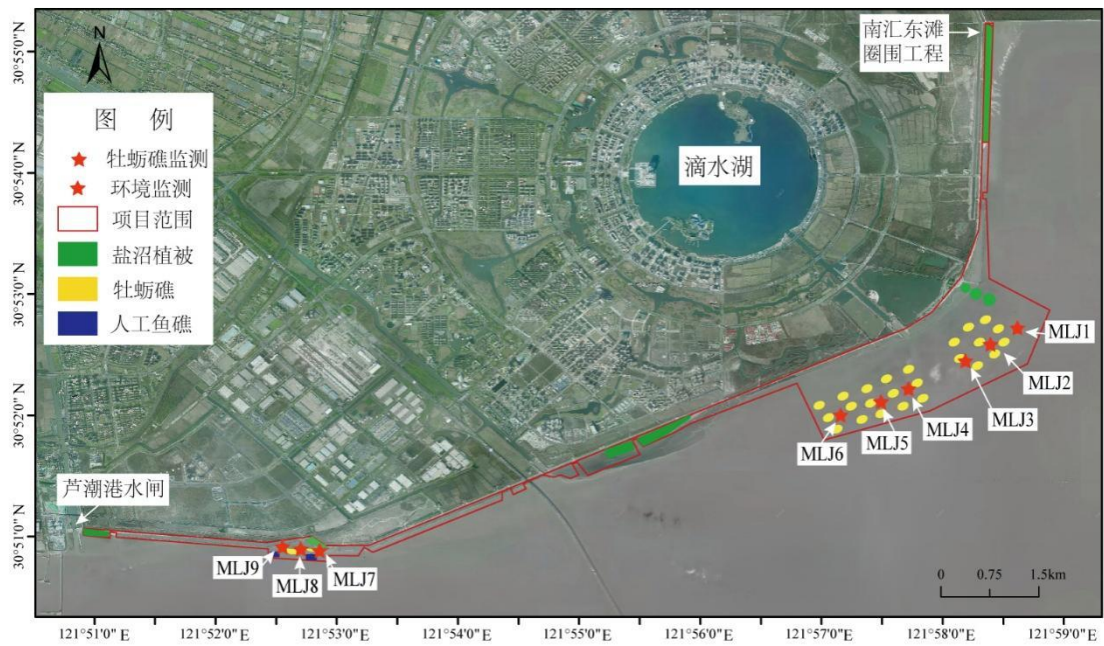 30°55'0" N
30°54'0" N
30°53'0" N
30°52'0" N
30°51'0" N
N
图 例
牡蛎礁监测
环境监测
项目范围
盐沼植被
牡蛎礁
人工鱼礁
南汇东滩
圈围工程
滴水湖
MLJ1
MLJ2
MLJ3
MLJ4
MLJ5
MLJ6
芦潮港水闸
MLJ9
MLJ8
MLJ7
0 0.75 1.5km
121°51'0" E
121°52'0" E
121°53'0" E
121°54'0" E
121°55'0" E
121°56'0" E
121°57'0" E
121°58'0" E
121°59'0" E